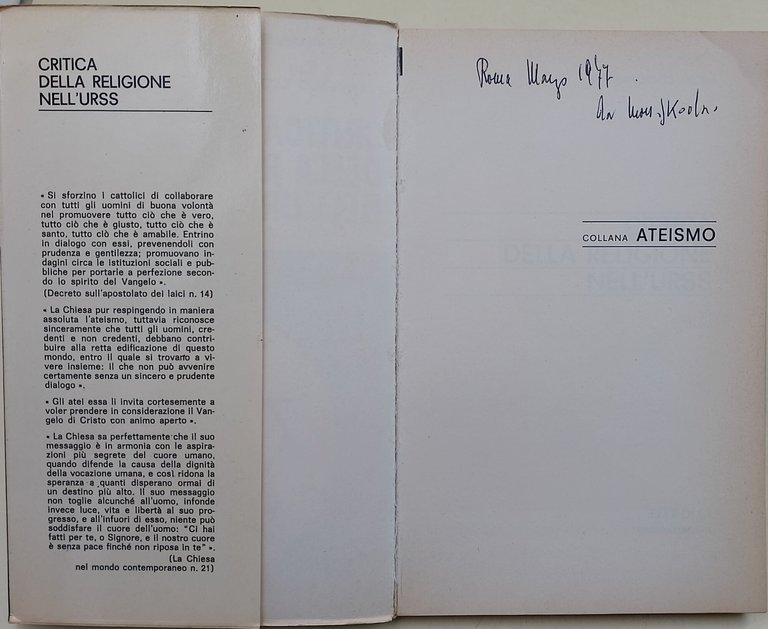 CRITICA
DELLA RELIGIONE
NELL'URSS
« Si sforzino i cattolici di collaborare
con tutti gli uomini di buona volontà
nel promuovere tutto ciò che è vero,
tutto ciò che è giusto, tutto ciò che è
santo, tutto ciò che è amabile. Entrino
in dialogo con essi, prevenendoli con
prudenza e gentilezza; promuovano in-
dagini circa le istituzioni sociali e pub-
bliche per portarle a perfezione secon-
do lo spirito del Vangelo ».
(Decreto sull'apostolato dei laici n. 14)
« La Chiesa pur respingendo in maniera
assoluta l'ateismo, tuttavia riconosce
sinceramente che tutti gli uomini, cre-
denti e non credenti, debbano contri-
buire alla retta edificazione di questo
mondo, entro il quale si trovano a vi-
vere insieme: il che non può avvenire
certamente senza un sincero e prudente
dialogo ».
« Gli atei essa li invita cortesemente a
voler prendere in considerazione il Van-
gelo di Cristo con animo aperto ».
« La Chiesa sa perfettamente che il suo
messaggio è in armonia con le aspira-
zioni più segrete del cuore umano,
quando difende la causa della dignità
della vocazione umana, e così ridona la
speranza a quanti disperano ormai di
un destino più alto. Il suo messaggio
non toglie alcunché all'uomo, infonde
invece luce, vita e libertà al suo pro-
gresso, e all'infuori di esso, niente può
soddisfare il cuore dell'uomo: "Ci hai
fatti per te, o Signore, e il nostro cuore
è senza pace finché non riposa in te" ».
(La Chiesa
nel mondo contemporaneo n. 21)
Roma Marzo 1977
COLLANA ATEISMO
DELLA RELIGIONE
NELL'URSS